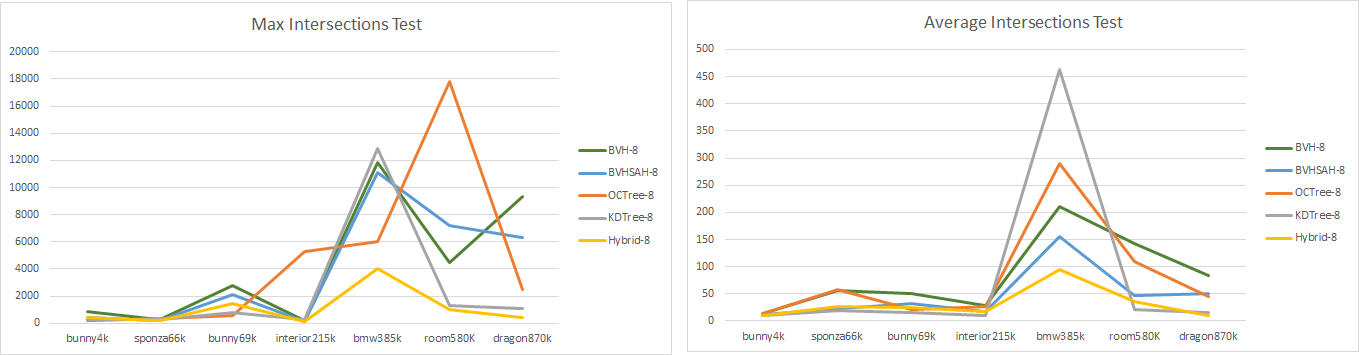 Max Intersections Test
20000
18000
16000
14000
12000
10000
8000
6000
4000
2000
0
bunny4k sponza66k bunny69k interior215k bmw385k room580K dragon870k
BVH-8
BVHSAH-8
OCTree-8
KDTree-8
Hybrid-8
Average Intersections Test
500
450
400
350
300
250
200
150
100
50
0
bunny4k sponza66k bunny69k interior215k bmw385k room580K dragon870k
BVH-8
BVHSAH-8
OCTree-8
KDTree-8
Hybrid-8